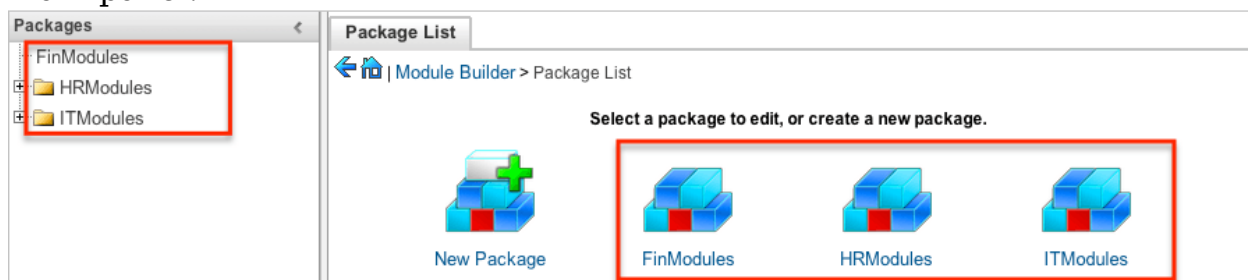 Packages
FinModules
HRModules
ITModules
Package List
| Module Builder > Package List
Select a package to edit, or create a new package.
New Package
FinModules
HRModules
ITModules